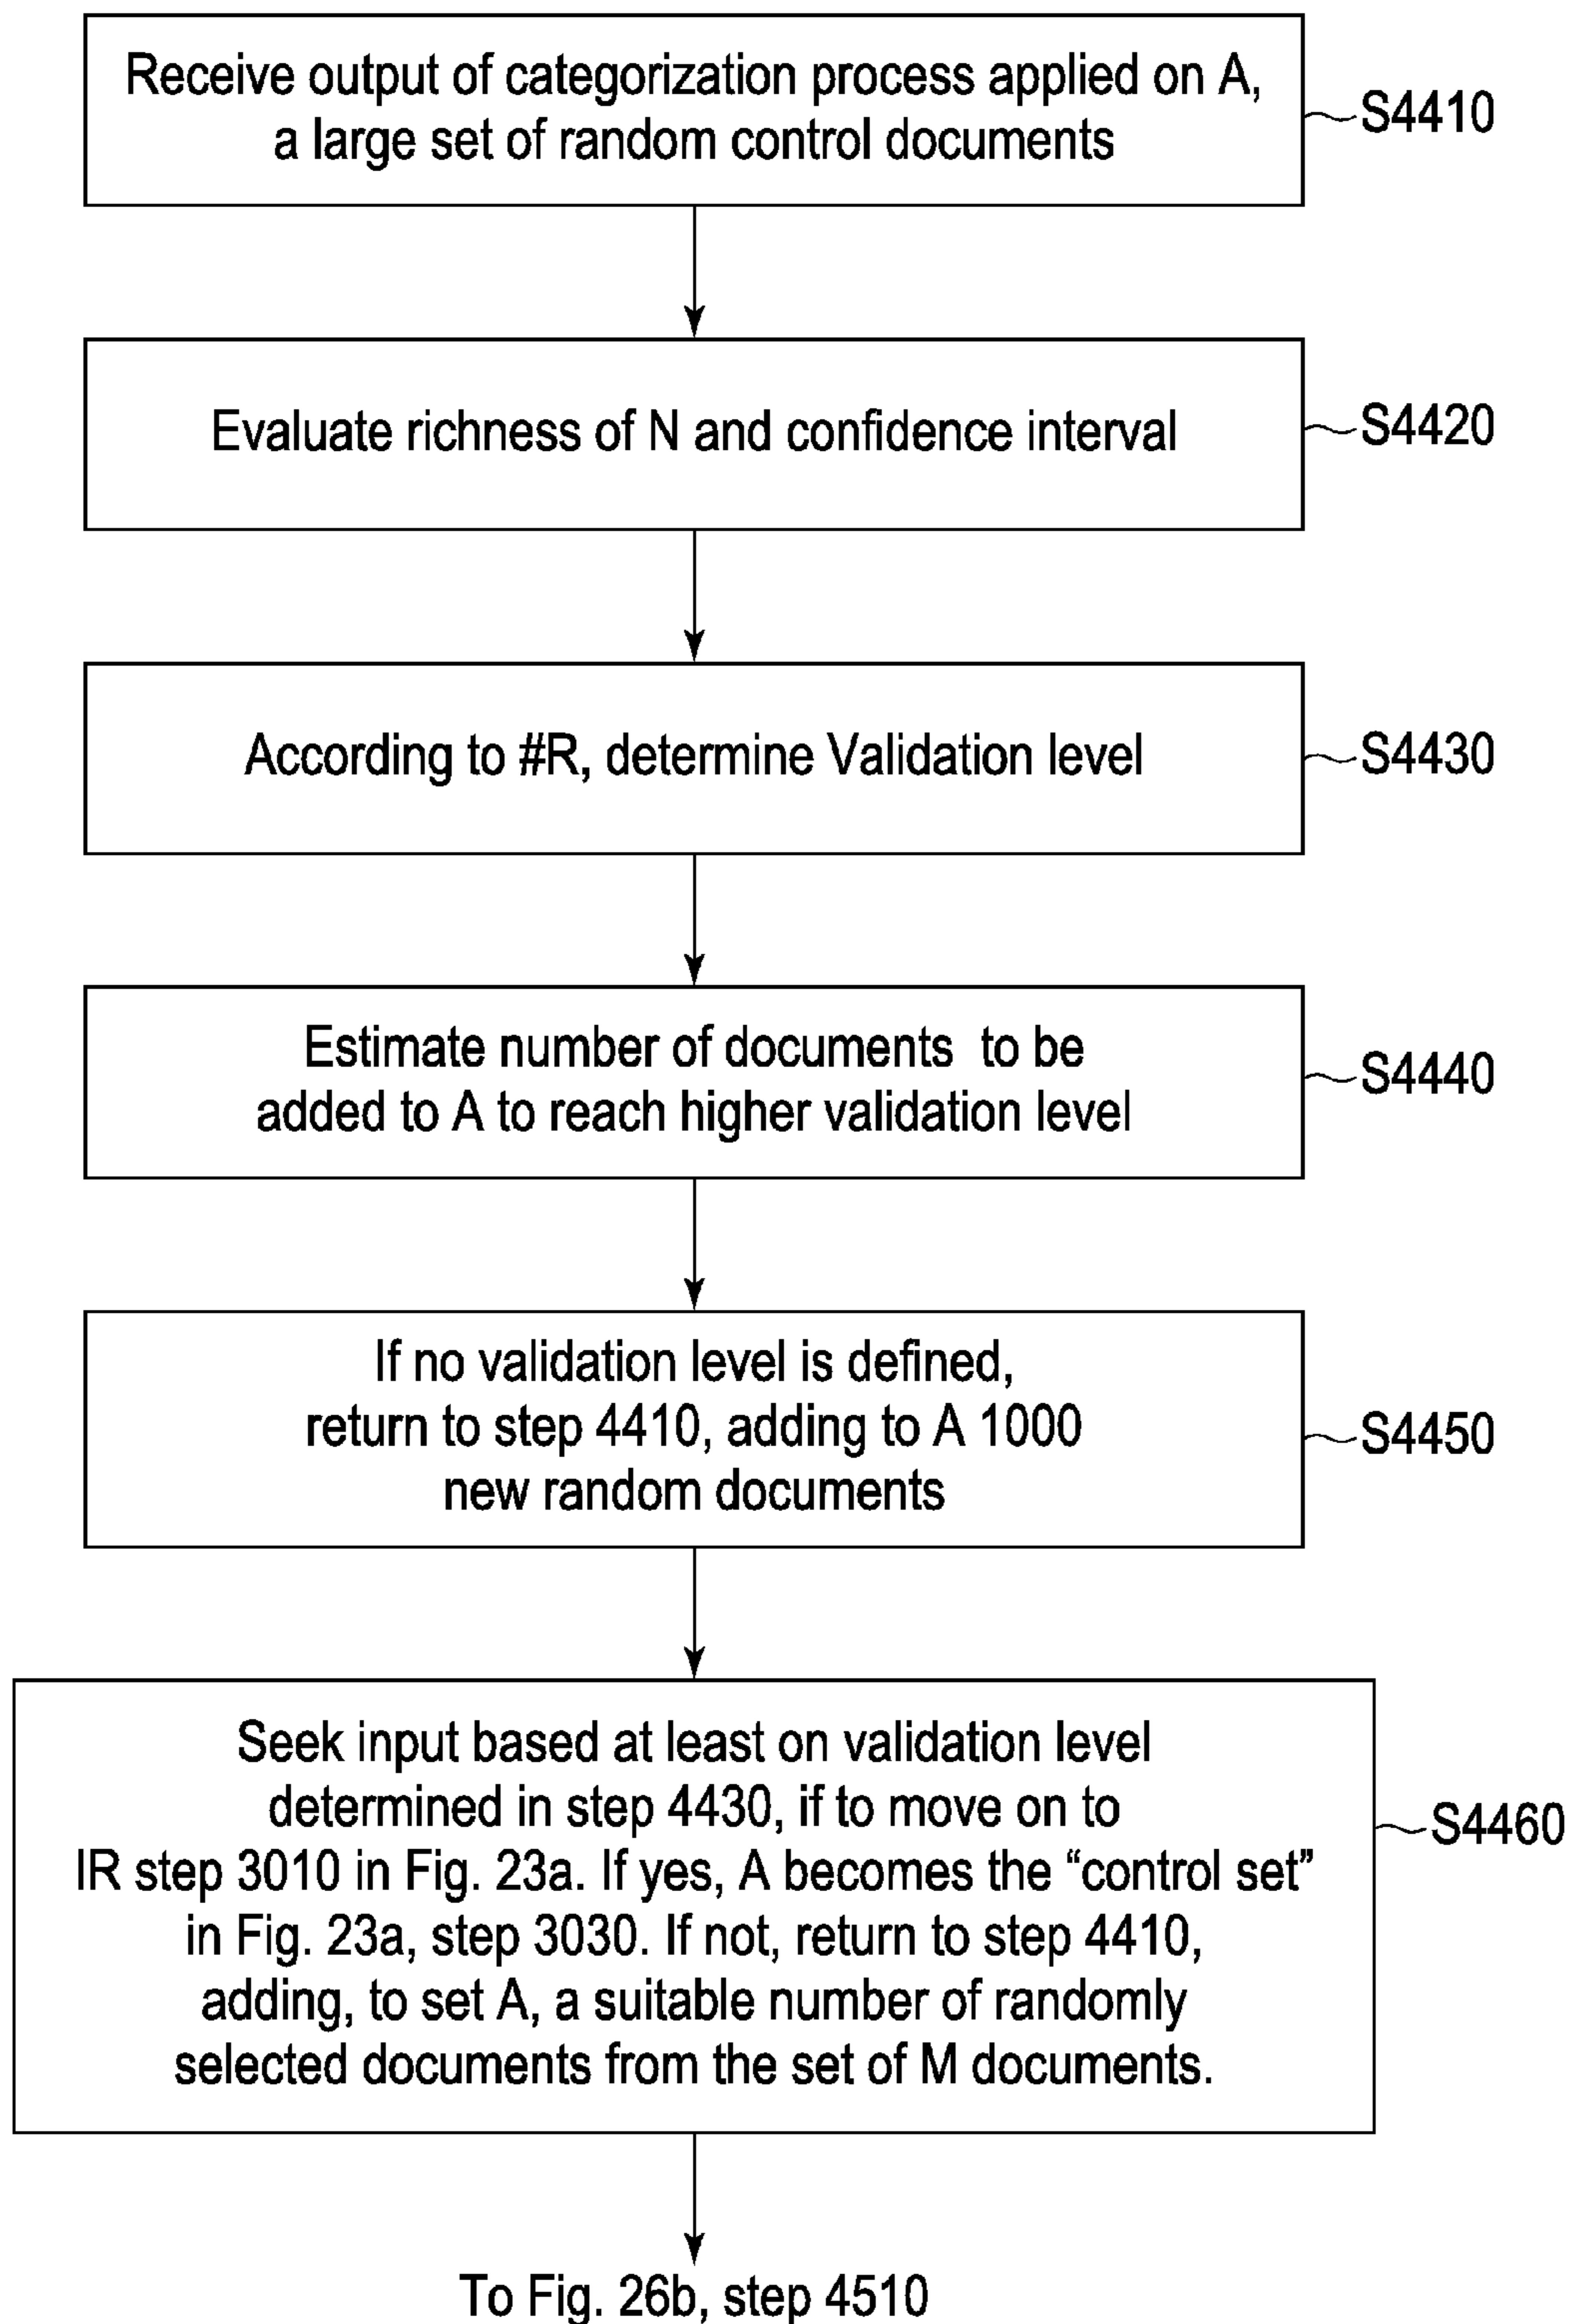 Receive output of categorization process applied on A,
a large set of random control documents
S4410
Evaluate richness of N and confidence interval
S4420
According to #R, determine Validation level
S4430
Estimate number of documents to be
added to A to reach higher validation level
S4440
If no validation level is defined,
return to step 4410, adding to A 1000
new random documents
S4450
Seek input based at least on validation level
determined in step 4430, if to move on to
IR step 3010 in Fig. 23a. If yes, A becomes the “control set”
in Fig. 23a, step 3030. If not, return to step 4410,
adding, to set A, a suitable number of randomly
selected documents from the set of M documents.
S4460
To Fig. 26b, step 4510